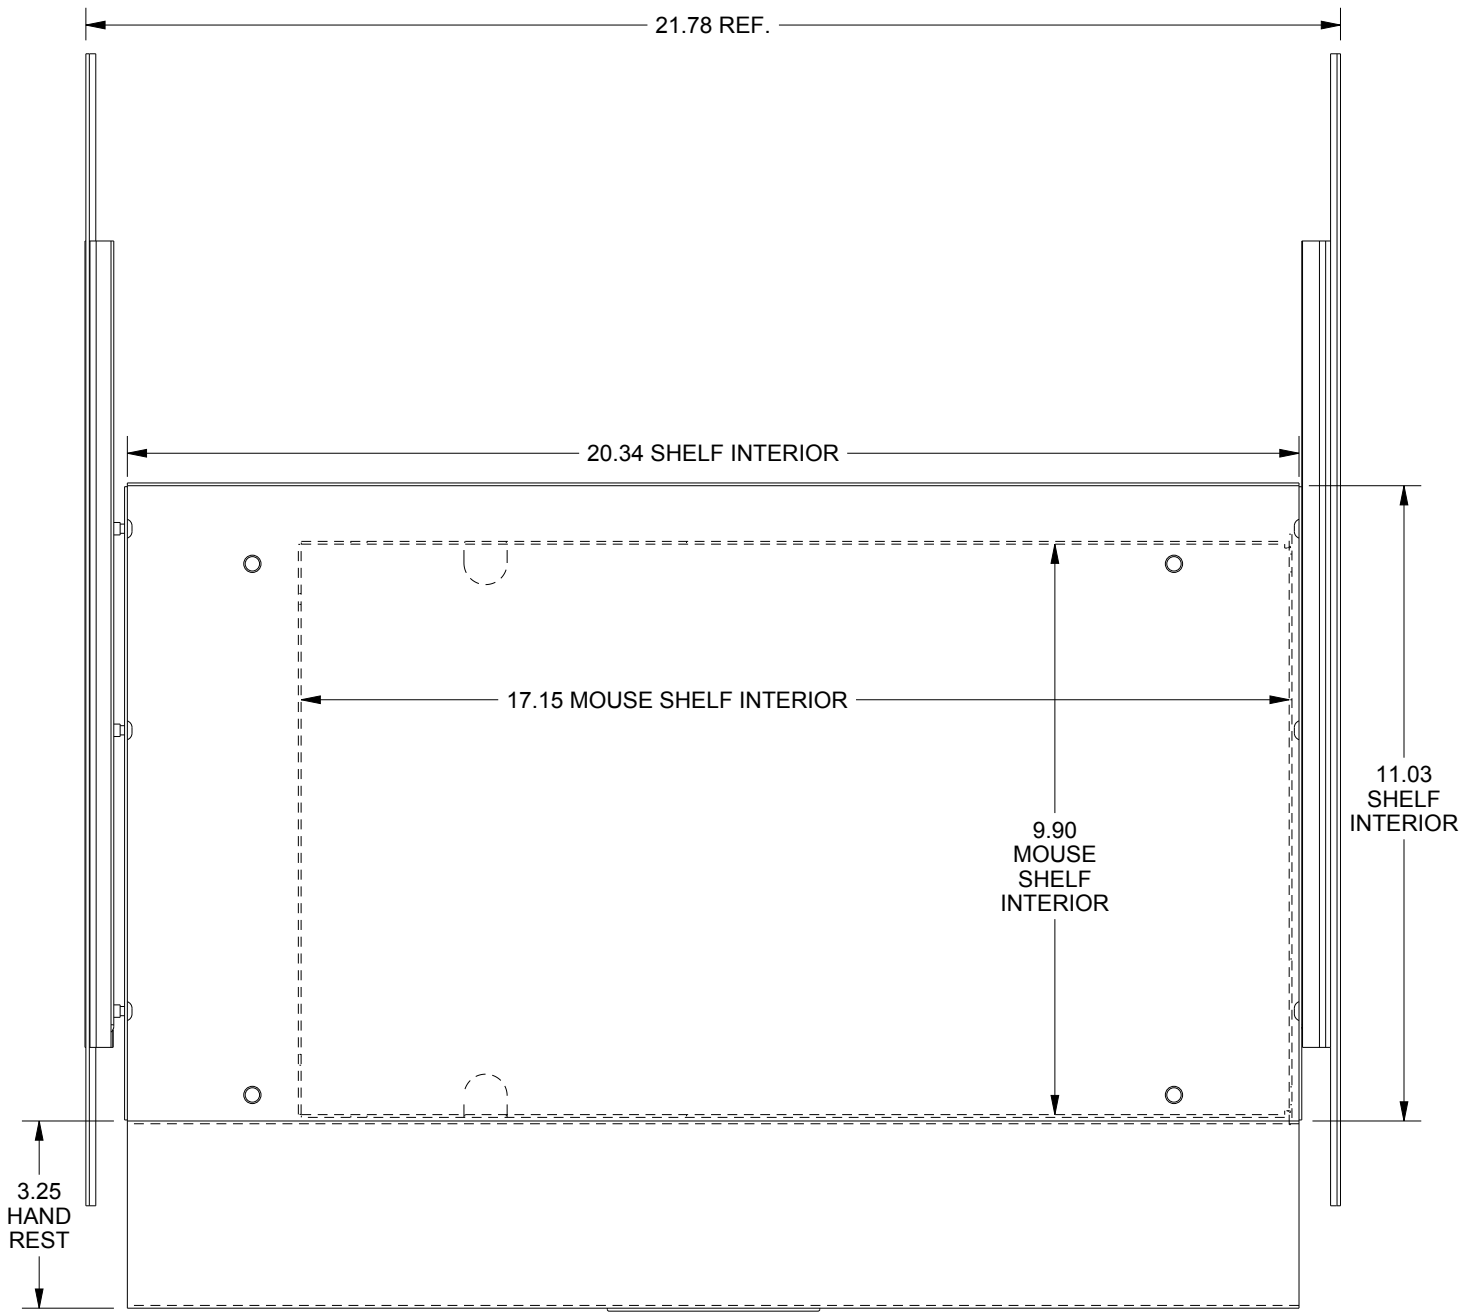 21.78 REF.
20.34 SHELF INTERIOR
17.15 MOUSE SHELF INTERIOR
9.90
MOUSE
SHELF
INTERIOR
11.03
SHELF
INTERIOR
3.25
HAND
REST